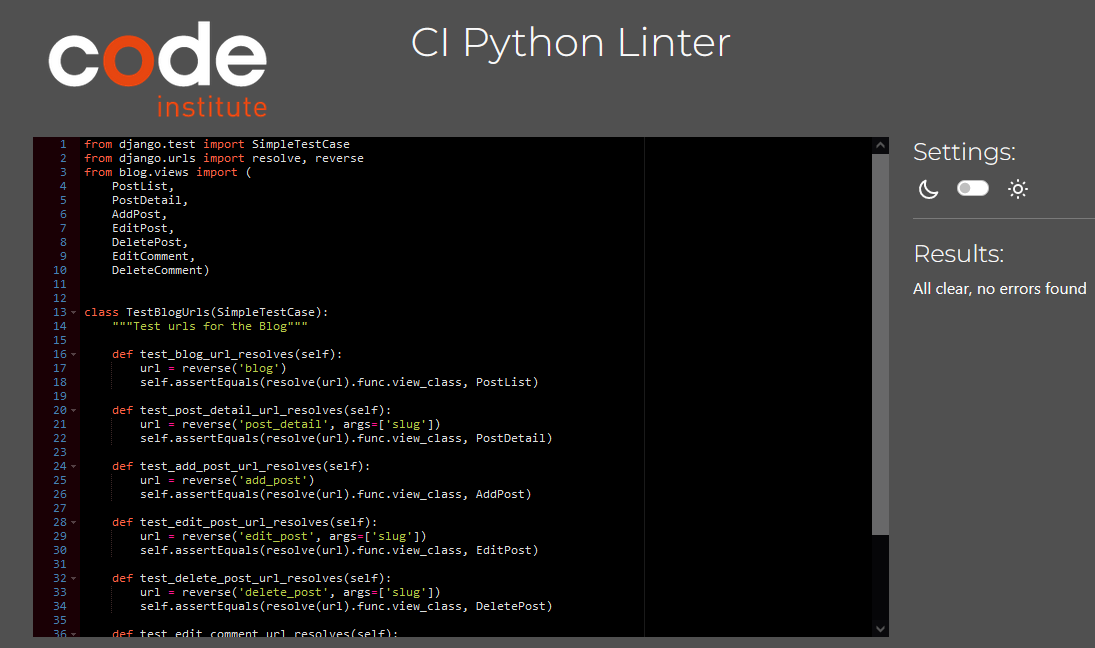 code
institute
CI Python Linter
1 from django.test import SimpleTestCase
2 from django.urls import resolve, reverse
3 from blog.views import (
4     PostList,
5     PostDetail,
6     AddPost,
7     EditPost,
8     DeletePost,
9     EditComment,
10     DeleteComment)
11
12
13 class TestBlogUrls(SimpleTestCase):
14     """Test urls for the Blog"""
15
16     def test_blog_url_resolves(self):
17         url = reverse('blog')
18         self.assertEquals(resolve(url).func.view_class, PostList)
19
20     def test_post_detail_url_resolves(self):
21         url = reverse('post_detail', args=['slug'])
22         self.assertEquals(resolve(url).func.view_class, PostDetail)
23
24     def test_add_post_url_resolves(self):
25         url = reverse('add_post')
26         self.assertEquals(resolve(url).func.view_class, AddPost)
27
28     def test_edit_post_url_resolves(self):
29         url = reverse('edit_post', args=['slug'])
30         self.assertEquals(resolve(url).func.view_class, EditPost)
31
32     def test_delete_post_url_resolves(self):
33         url = reverse('delete_post', args=['slug'])
34         self.assertEquals(resolve(url).func.view_class, DeletePost)
35
36     def test_edit_comment_url_resolves(self):
Settings:
Results:
All clear, no errors found